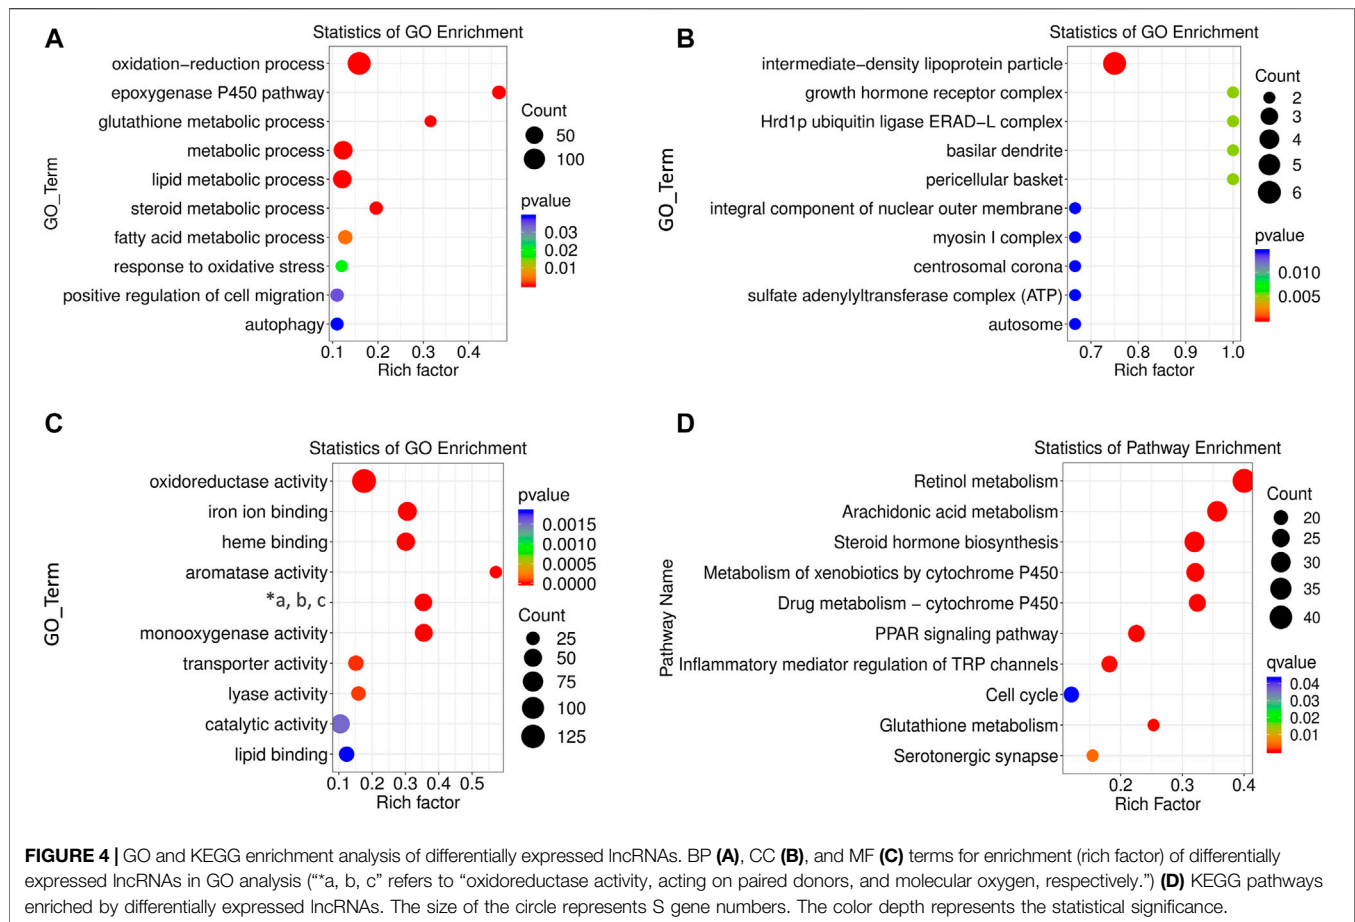 A
Statistics of GO Enrichment
GO_Term
oxidation−reduction process
epoxygenase P450 pathway
glutathione metabolic process
metabolic process
lipid metabolic process
steroid metabolic process
fatty acid metabolic process
response to oxidative stress
positive regulation of cell migration
autophagy
0.1 0.2 0.3 0.4
Rich factor
Count
50
100
pvalue
0.03
0.02
0.01
B
Statistics of GO Enrichment
GO_Term
intermediate−density lipoprotein particle
growth hormone receptor complex
Hrd1p ubiquitin ligase ERAD−L complex
basilar dendrite
pericellular basket
integral component of nuclear outer membrane
myosin I complex
centrosomal corona
sulfate adenylyltransferase complex (ATP)
autosome
0.7 0.8 0.9 1.0
Rich factor
Count
2
3
4
5
6
pvalue
0.010
0.005
C
Statistics of GO Enrichment
GO_Term
oxidoreductase activity
iron ion binding
heme binding
aromatase activity
*a, b, c
monooxygenase activity
transporter activity
lyase activity
catalytic activity
lipid binding
0.1 0.2 0.3 0.4 0.5
Rich factor
pvalue
0.0015
0.0010
0.0005
0.0000
Count
25
50
75
100
125
D
Statistics of Pathway Enrichment
Pathway Name
Retinol metabolism
Arachidonic acid metabolism
Steroid hormone biosynthesis
Metabolism of xenobiotics by cytochrome P450
Drug metabolism − cytochrome P450
PPAR signaling pathway
Inflammatory mediator regulation of TRP channels
Cell cycle
Glutathione metabolism
Serotonergic synapse
0.2 0.3 0.4
Rich Factor
Count
20
25
30
35
40
qvalue
0.04
0.03
0.02
0.01
FIGURE 4 | GO and KEGG enrichment analysis of differentially expressed lncRNAs. BP (A), CC (B), and MF (C) terms for enrichment (rich factor) of differentially
expressed lncRNAs in GO analysis (“*a, b, c” refers to “oxidoreductase activity, acting on paired donors, and molecular oxygen, respectively.”) (D) KEGG pathways
enriched by differentially expressed lncRNAs. The size of the circle represents S gene numbers. The color depth represents the statistical significance.